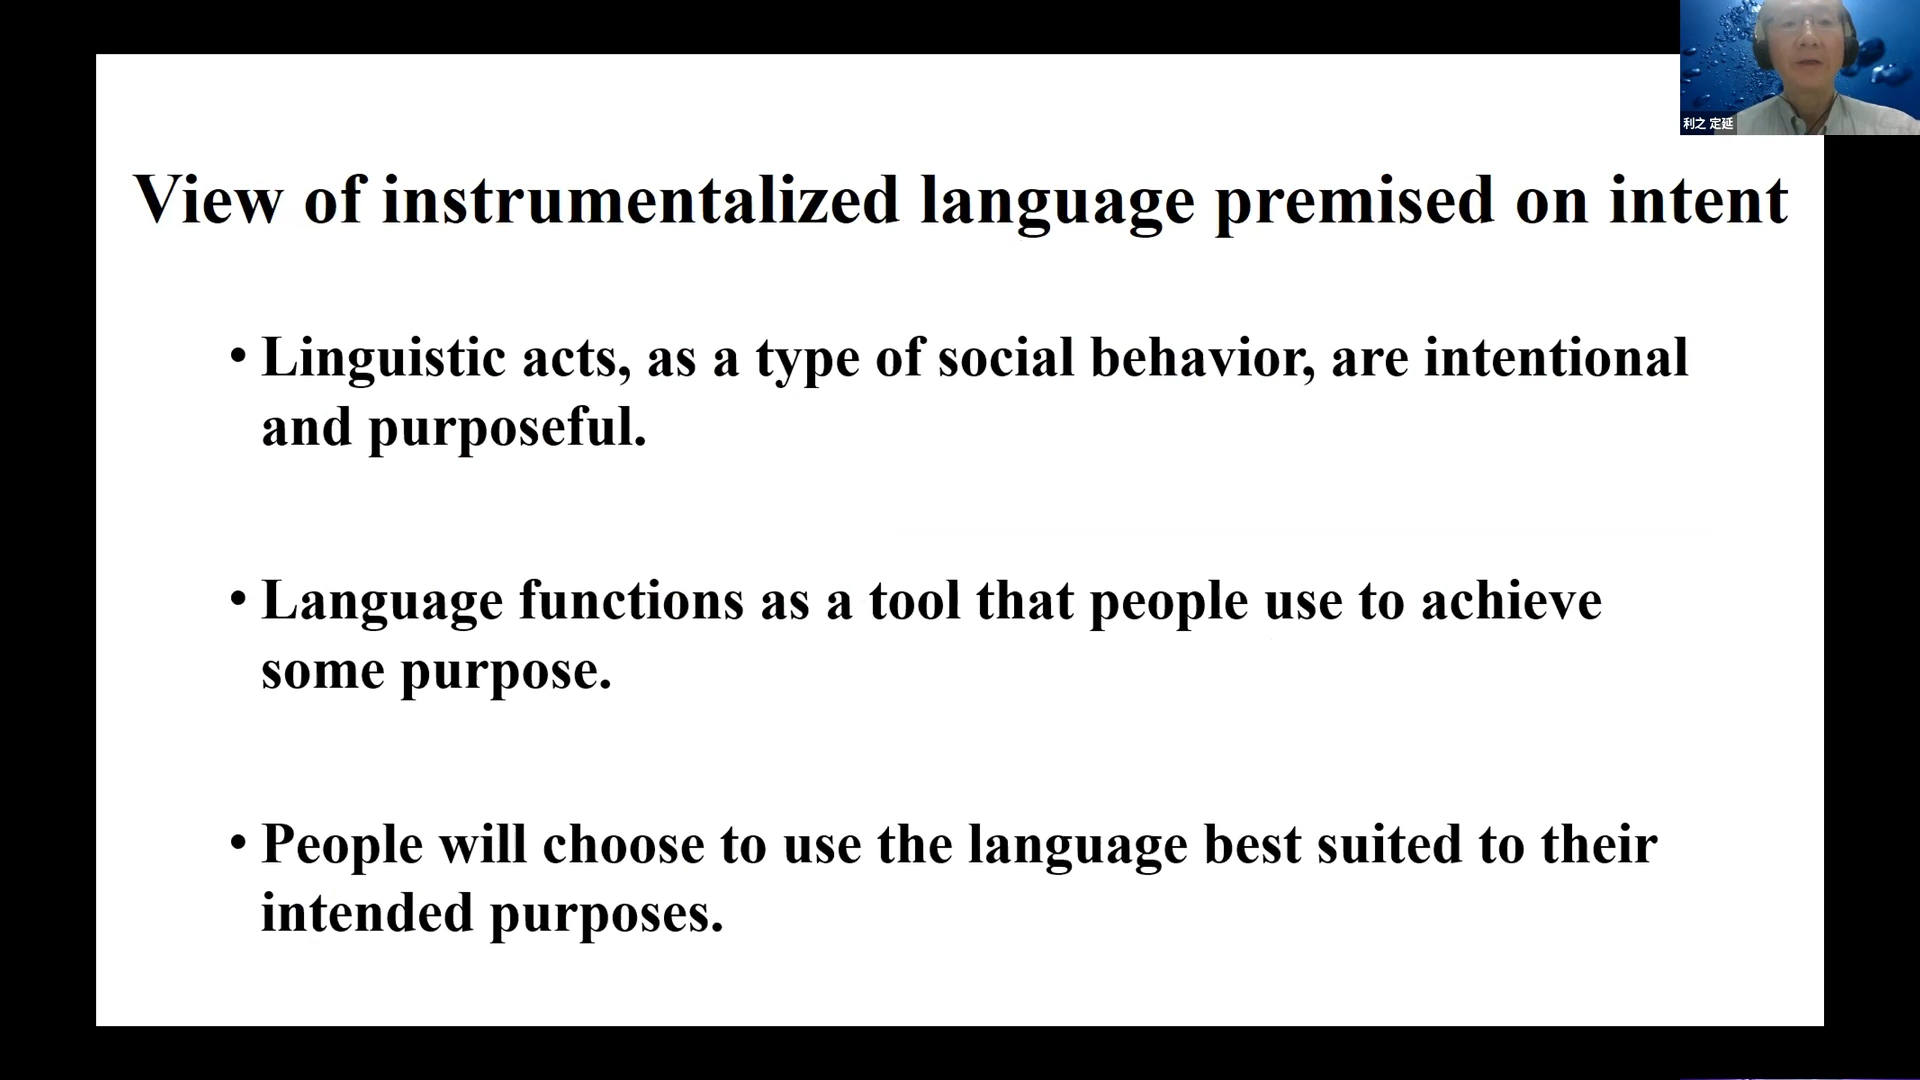 利之 定延
View of instrumentalized language premised on intent
• Linguistic acts, as a type of social behavior, are intentional
and purposeful.
• Language functions as a tool that people use to achieve
some purpose.
• People will choose to use the language best suited to their
intended purposes.